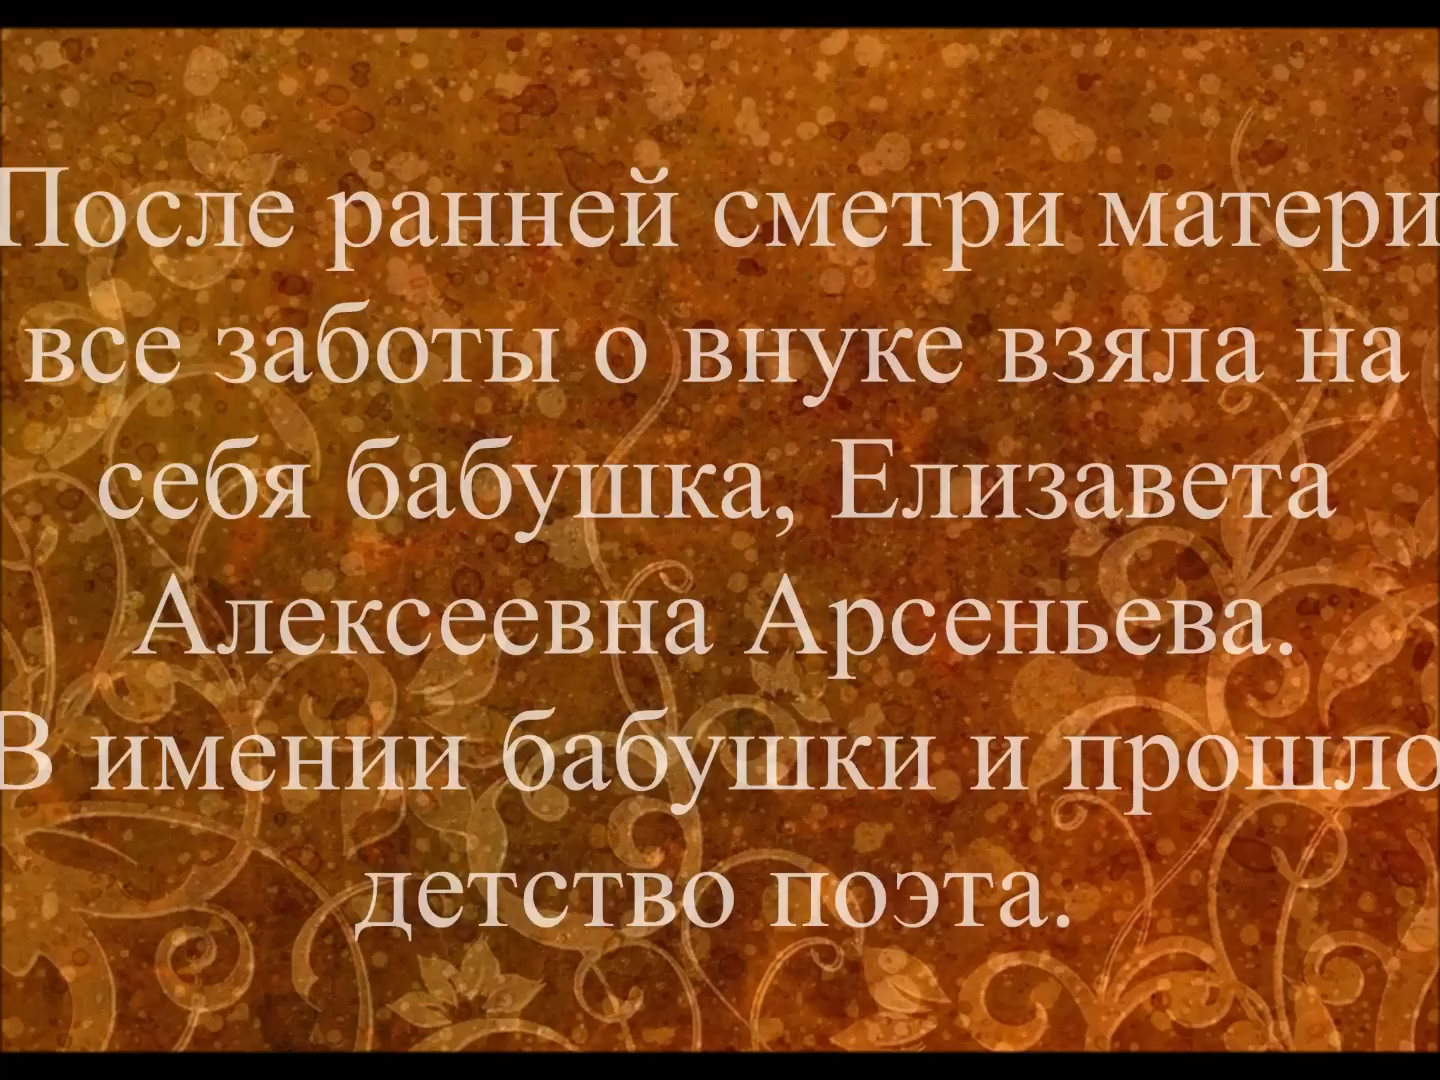 После ранней сметри матери
все заботы о внуке взяла на
себя бабушка, Елизавета
Алексеевна Арсеньева.
В имении бабушки и прошло
детство поэта.